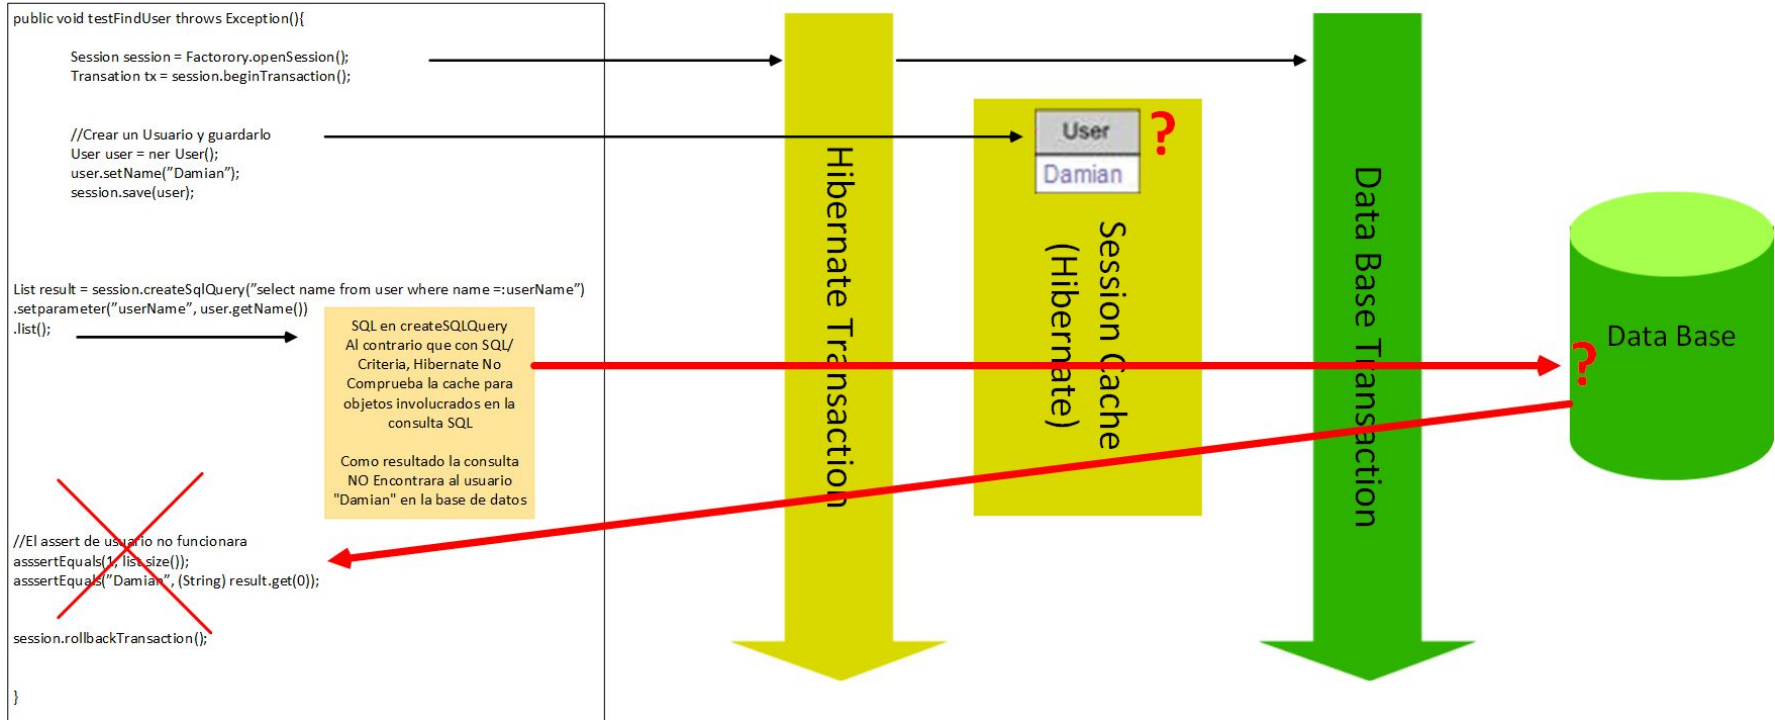 public void testFindUser throws Exception(){
Session session = Factorory.openSession();
Transation tx = session.beginTransaction();
//Crear un Usuario y guardarlo
User user = ner User();
user.setName(”Damian”);
session.save(user);
List result = session.createSqlQuery(”select name from user where name =:userName”)
.setparameter(”userName”, user.getName())
.list();
SQL en createSQLQuery
Al contrario que con SQL/
Criteria, Hibernate No
Comprueba la cache para
objetos involucrados en la
consulta SQL
Como resultado la consulta
NO Encontrara al usuario
"Damian" en la base de datos
//El assert de usuario no funcionara
asssertEquals(1, list.size());
asssertEquals(”Damian”, (String) result.get(0));
session.rollbackTransaction();
}
Hibernate Transaction
User
?
Damian
Session Cache
(Hibernate)
Data Base Transaction
?
Data Base